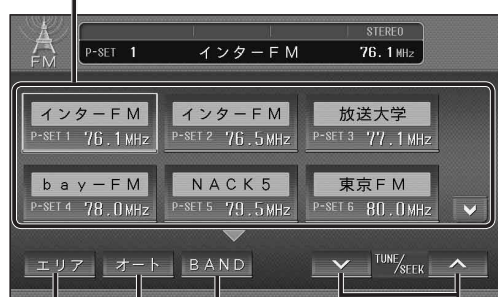 STEREO
FM P-SET 1 インターFM 76.1MHz
インターFM インターFM 放送大学
P-SET 1 76.1MHz P-SET 2 76.5MHz P-SET 3 77.1MHz
bay-FM NACK5 東京FM
P-SET 4 78.0MHz P-SET 5 79.5MHz P-SET 6 80.0MHz
エリア オート BAND TUNE/SEEK